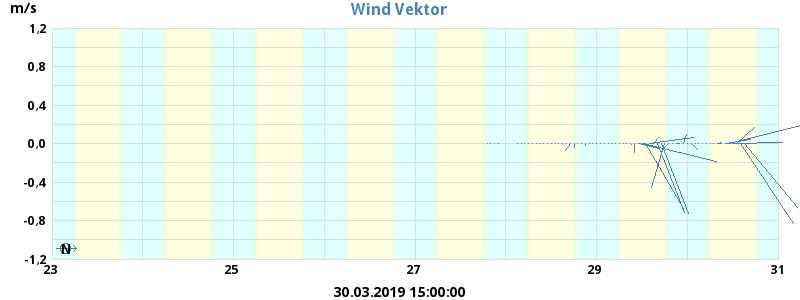 m/s
Wind Vektor
1,2
0,8
0,4
0.0
-0,4
-0,8
-1,2
N
23 25 27 29 31
30.03.2019 15:00:00